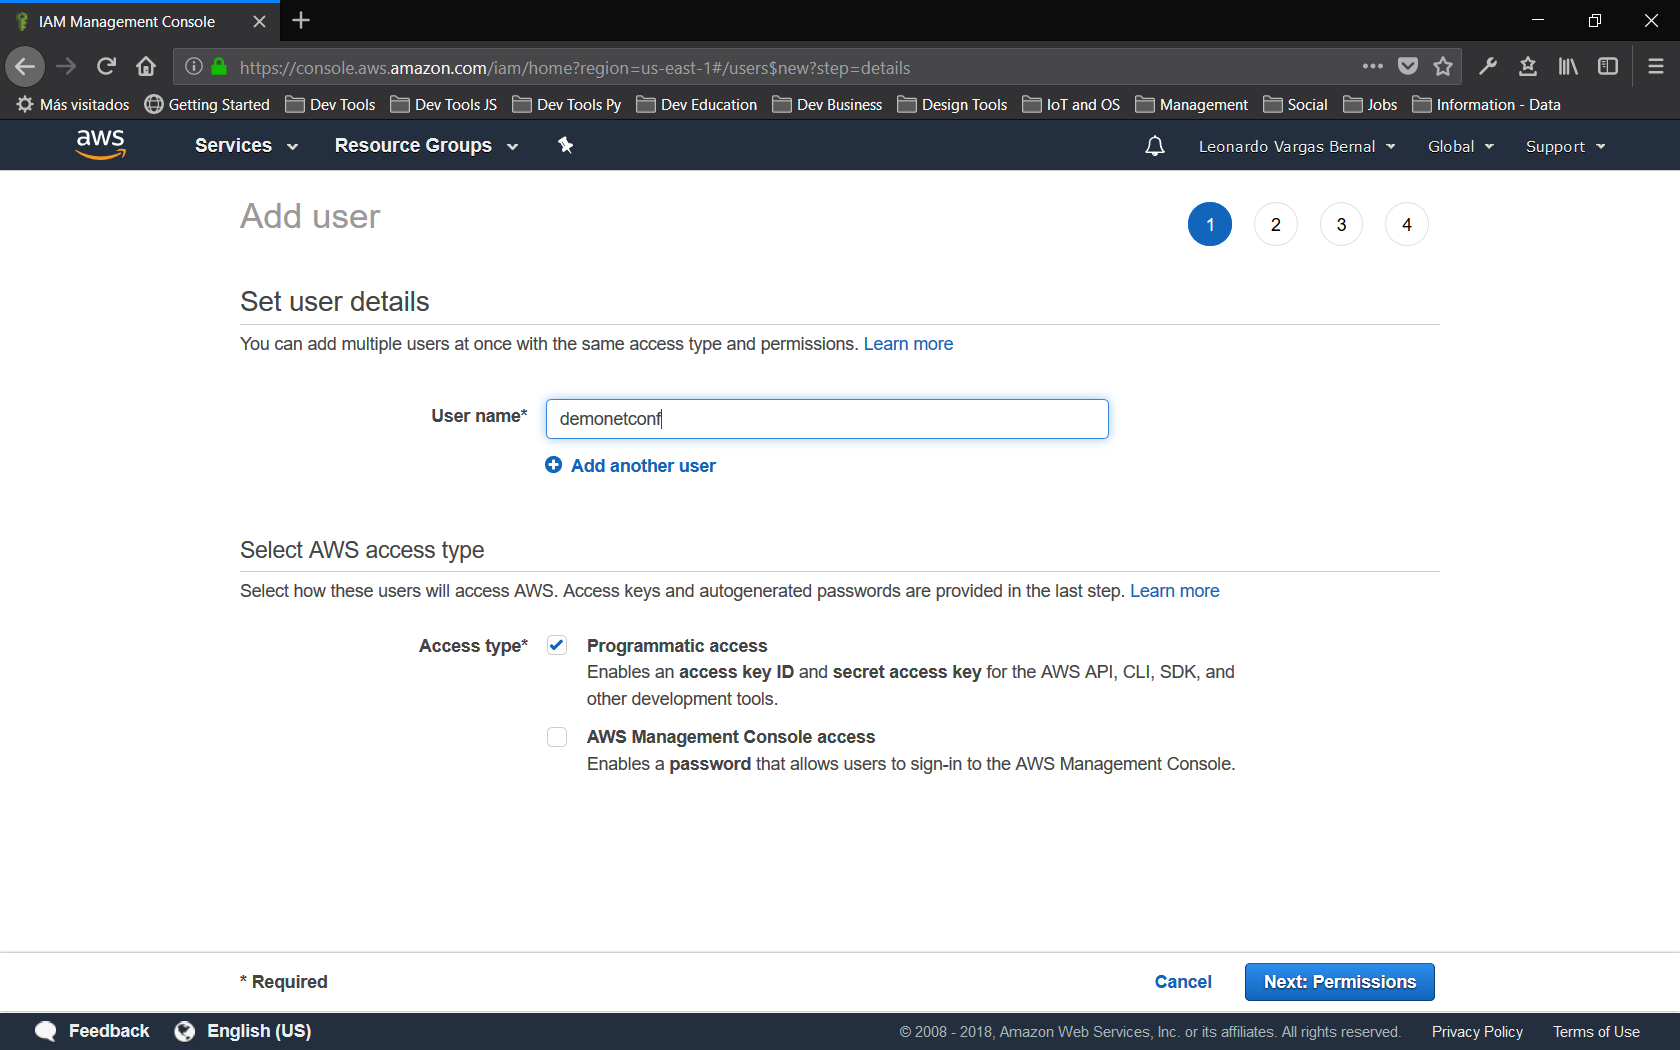 IAM Management Console
https://console.aws.amazon.com/iam/home?region=us-east-1#/users$new?step=details
Más visitados Getting Started Dev Tools Dev Tools JS Dev Tools Py Dev Education Dev Business Design Tools IoT and OS Management Social Jobs Information - Data
aws Services Resource Groups Leonardo Vargas Bernal Global Support
Add user 1 2 3 4
Set user details
You can add multiple users at once with the same access type and permissions. Learn more
User name* demonetconf
Add another user
Select AWS access type
Select how these users will access AWS. Access keys and autogenerated passwords are provided in the last step. Learn more
Access type* Programmatic access
Enables an access key ID and secret access key for the AWS API, CLI, SDK, and
other development tools.
AWS Management Console access
Enables a password that allows users to sign-in to the AWS Management Console.
* Required Cancel Next: Permissions
Feedback English (US) © 2008 - 2018, Amazon Web Services, Inc. or its affiliates. All rights reserved. Privacy Policy Terms of Use